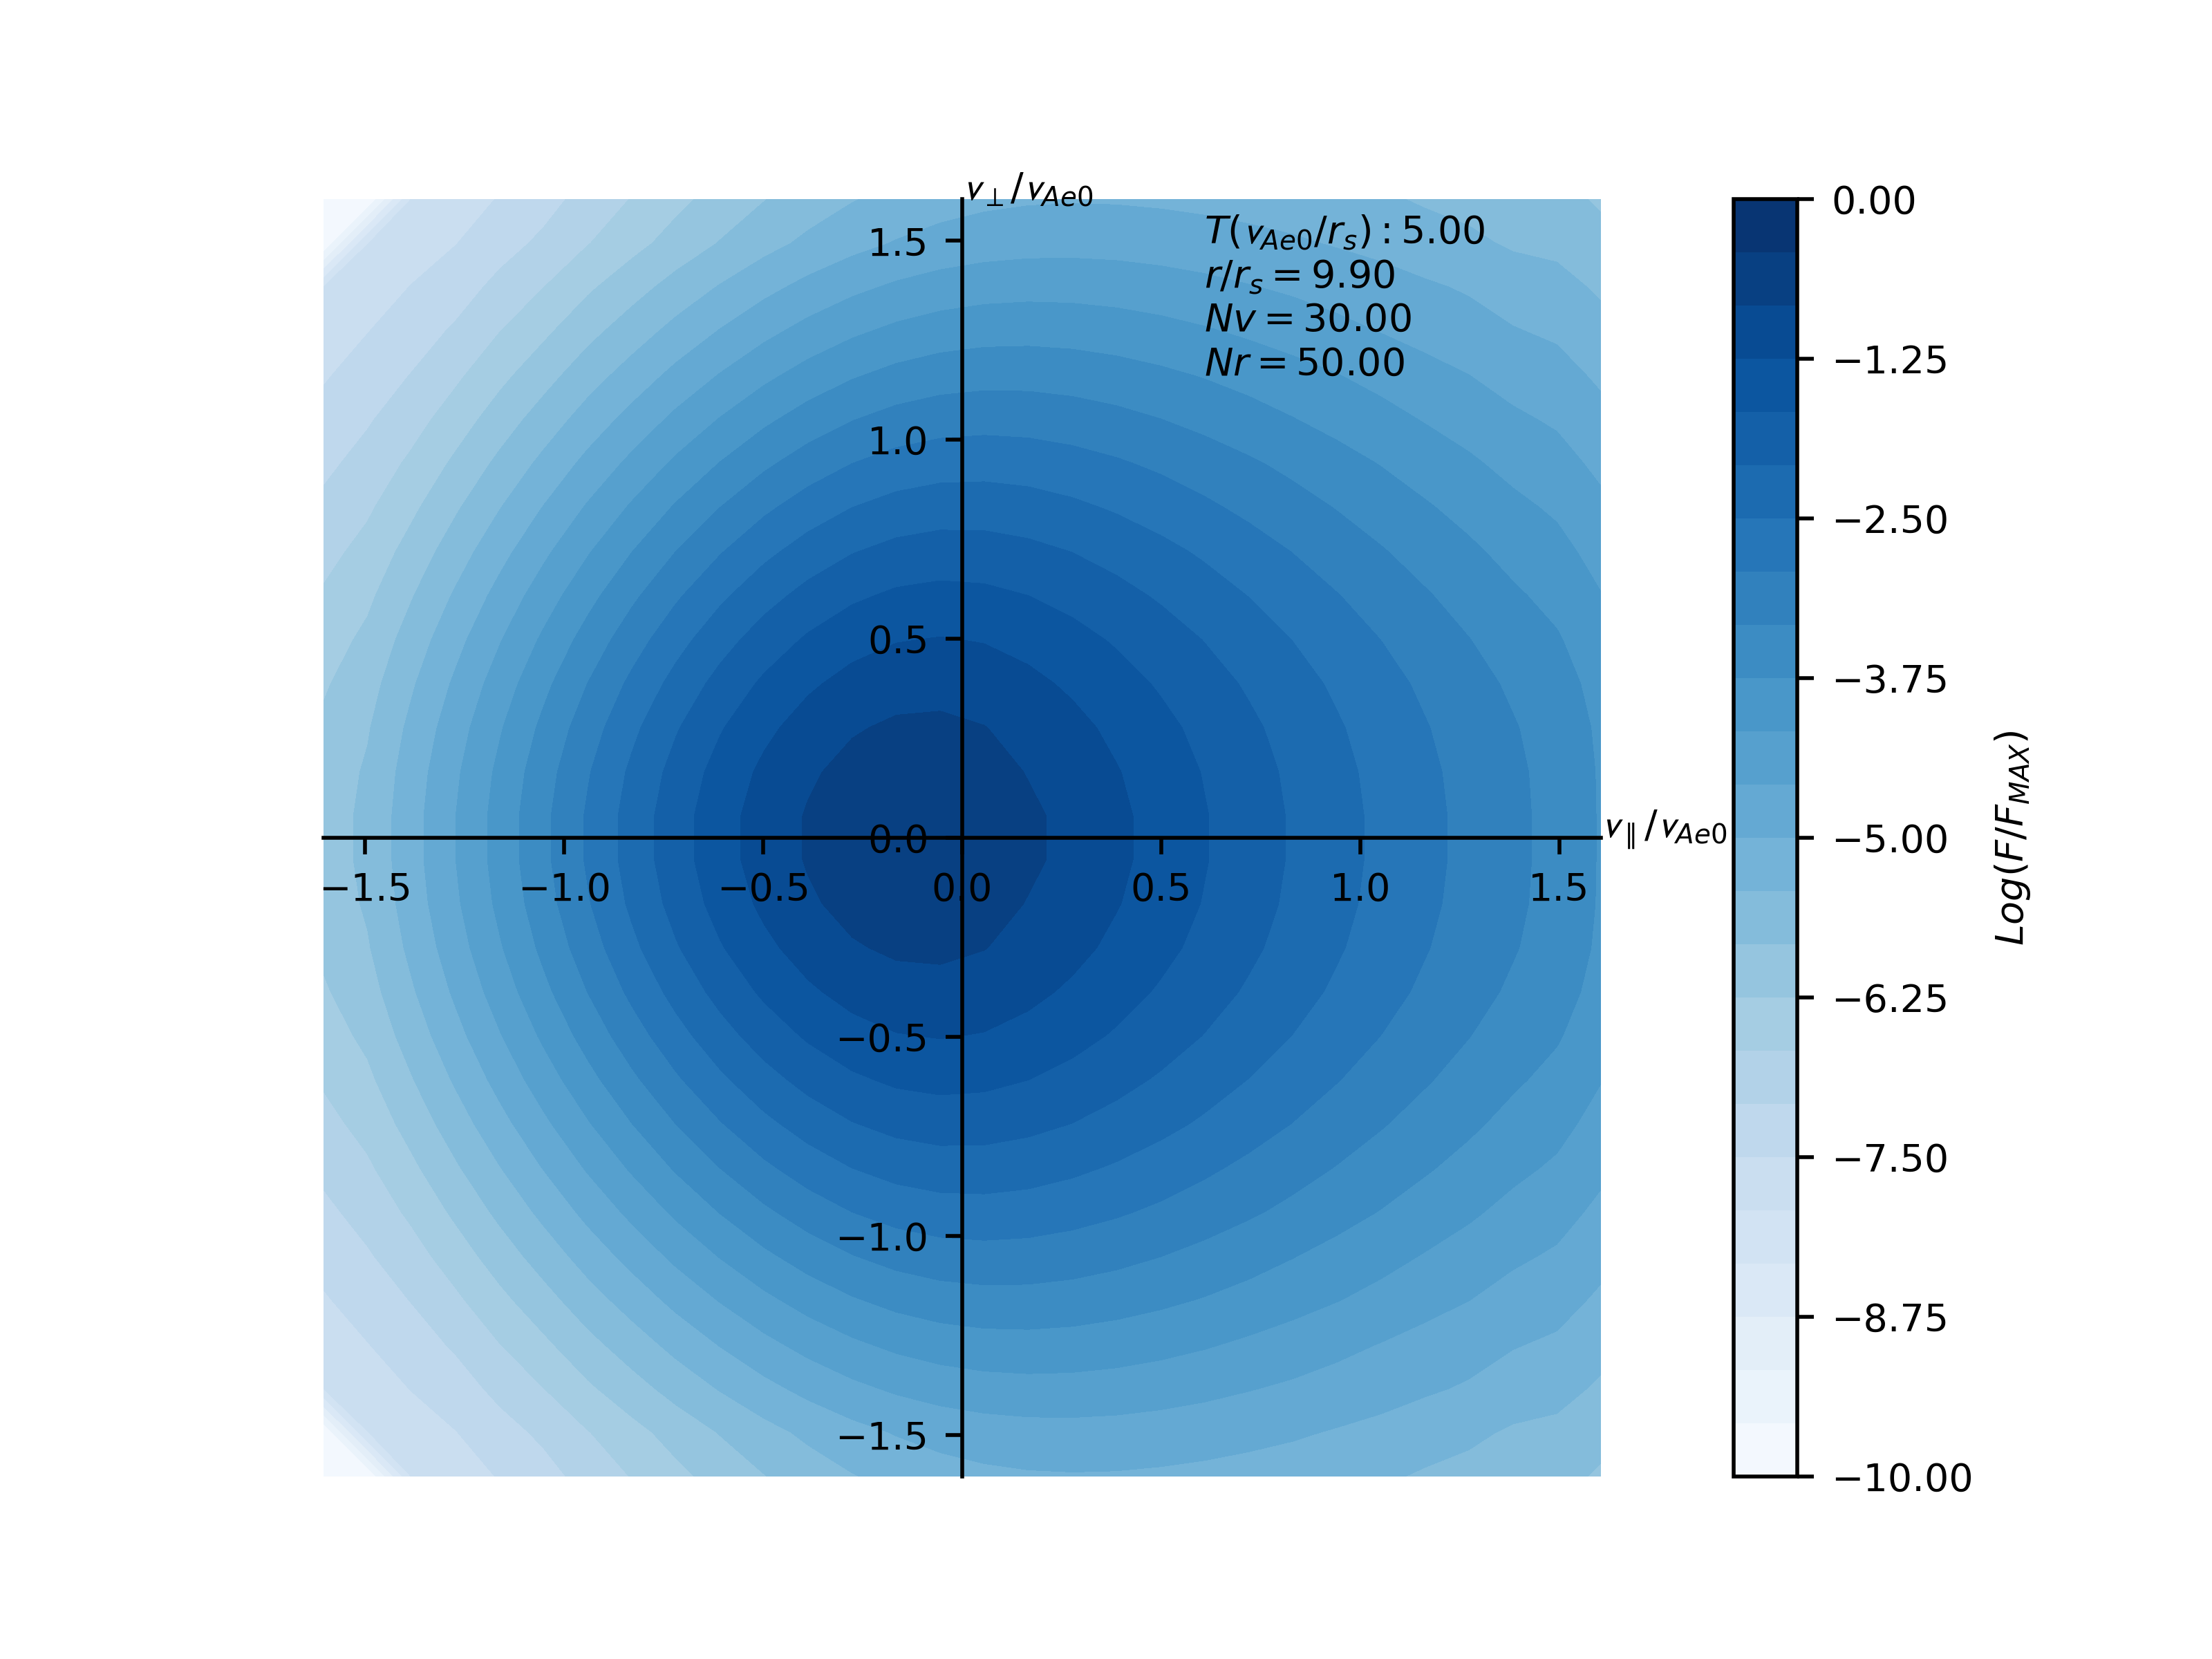 v⊥/vAe0
T(vAe0/rs) : 5.00
r/rs = 9.90
Nv = 30.00
Nr = 50.00
1.5
1.0
0.5
0.0
−0.5
−1.0
−1.5
−1.5 −1.0 −0.5 0.0 0.5 1.0 1.5
v∥/vAe0
0.00
−1.25
−2.50
−3.75
−5.00
−6.25
−7.50
−8.75
−10.00
Log(F/FMAX)